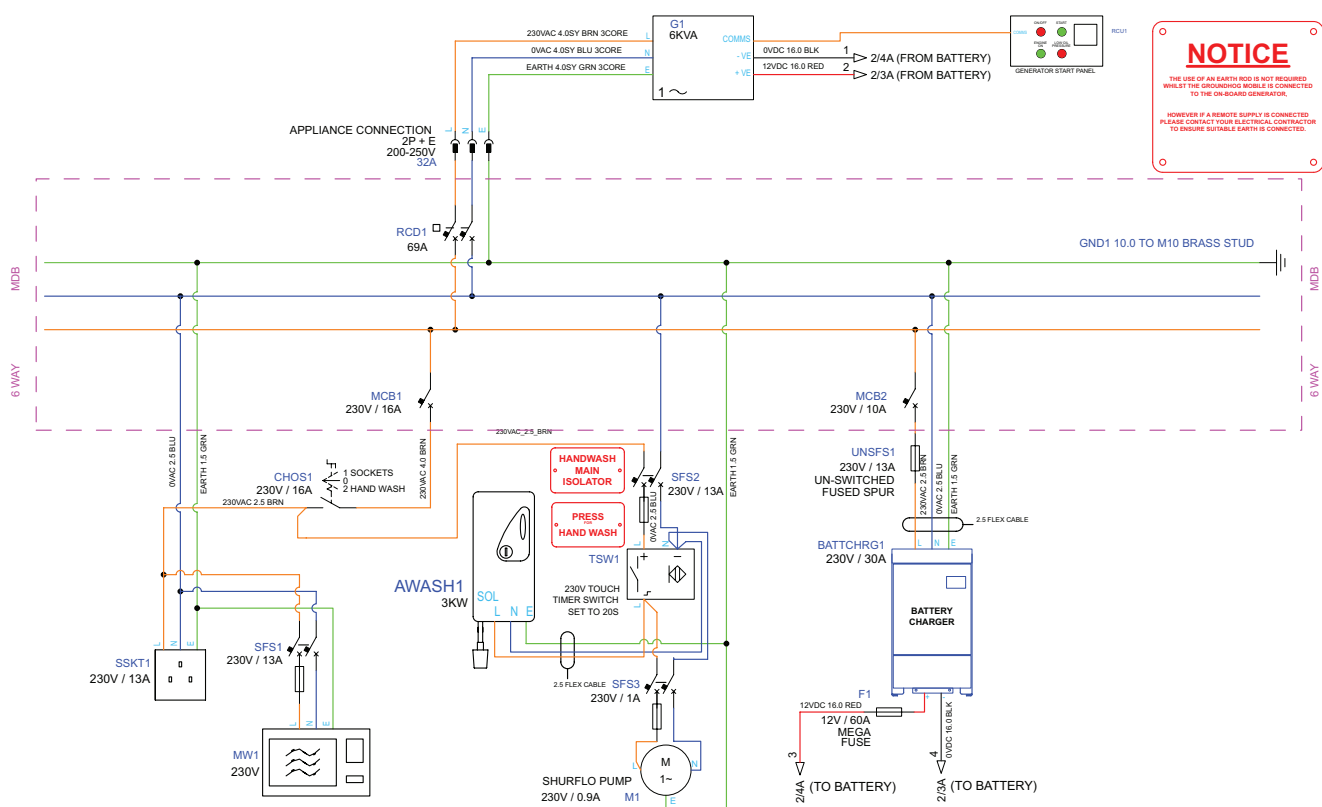 G1
6KVA
230VAC 4.0SY BRN 3CORE
L
COMMS
0VAC 4.0SY BLU 3CORE
N
- VE
0VDC 16.0 BLK
1
2/4A (FROM BATTERY)
EARTH 4.0SY GRN 3CORE
E
+ VE
12VDC 16.0 RED
2
2/3A (FROM BATTERY)
1
COMMS
ON/OFF
START
ENGINE
ON
LOW OIL
PRESSURE
RCU1
GENERATOR START PANEL
NOTICE
THE USE OF AN EARTH ROD IS NOT REQUIRED
WHILST THE GROUNDHOG MOBILE IS CONNECTED
TO THE ON-BOARD GENERATOR,
HOWEVER IF A REMOTE SUPPLY IS CONNECTED
PLEASE CONTACT YOUR ELECTRICAL CONTRACTOR
TO ENSURE SUITABLE EARTH IS CONNECTED.
APPLIANCE CONNECTION
2P + E
200-250V
32A
L
N
E
RCD1
69A
GND1 10.0 TO M10 BRASS STUD
MDB
MDB
6 WAY
6 WAY
MCB1
230V / 16A
MCB2
230V / 10A
0VAC 2.5 BLU
EARTH 1.5 GRN
230VAC 4.0 BRN
230VAC_2.5_BRN
CHOS1
230V / 16A
1 SOCKETS
0
2 HAND WASH
230VAC 2.5 BRN
HANDWASH
MAIN
ISOLATOR
SFS2
230V / 13A
PRESS
FOR
HAND WASH
0VAC 2.5 BLU
EARTH 1.5 GRN
UNSFS1
230V / 13A
UN-SWITCHED
FUSED SPUR
230VAC 2.5 BRN
0VAC 2.5 BLU
EARTH 1.5 GRN
2.5 FLEX CABLE
L
N
E
BATTCHRG1
230V / 30A
BATTERY
CHARGER
L
N
+
−
TSW1
230V TOUCH
TIMER SWITCH
SET TO 20S
L
AWASH1
3KW
SOL
L
N
E
2.5 FLEX CABLE
L
N
E
SSKT1
230V / 13A
SFS1
230V / 13A
L
N
E
MW1
230V
SFS3
230V / 1A
M
1~
L
N
E
SHURFLO PUMP
230V / 0.9A
M1
F1
12VDC 16.0 RED
12V / 60A
MEGA
FUSE
+
-
0VDC 16.0 BLK
3
2/4A
(TO BATTERY)
4
2/3A
(TO BATTERY)